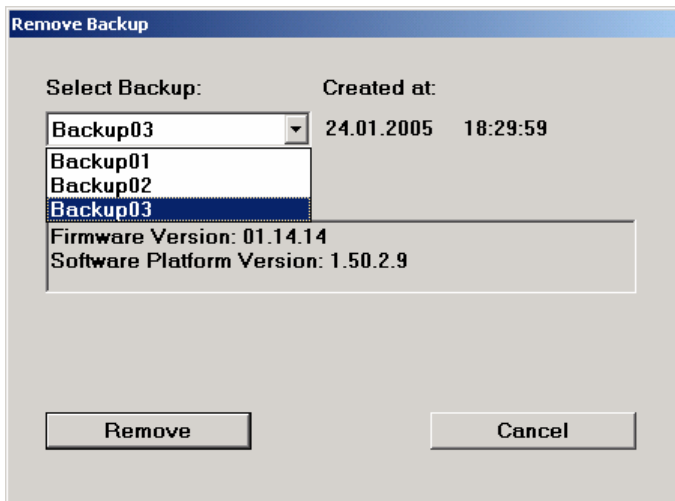 Remove Backup
Select Backup: Created at:
Backup03 24.01.2005 18:29:59
Backup01
Backup02
Backup03
Firmware Version: 01.14.14
Software Platform Version: 1.50.2.9
Remove Cancel